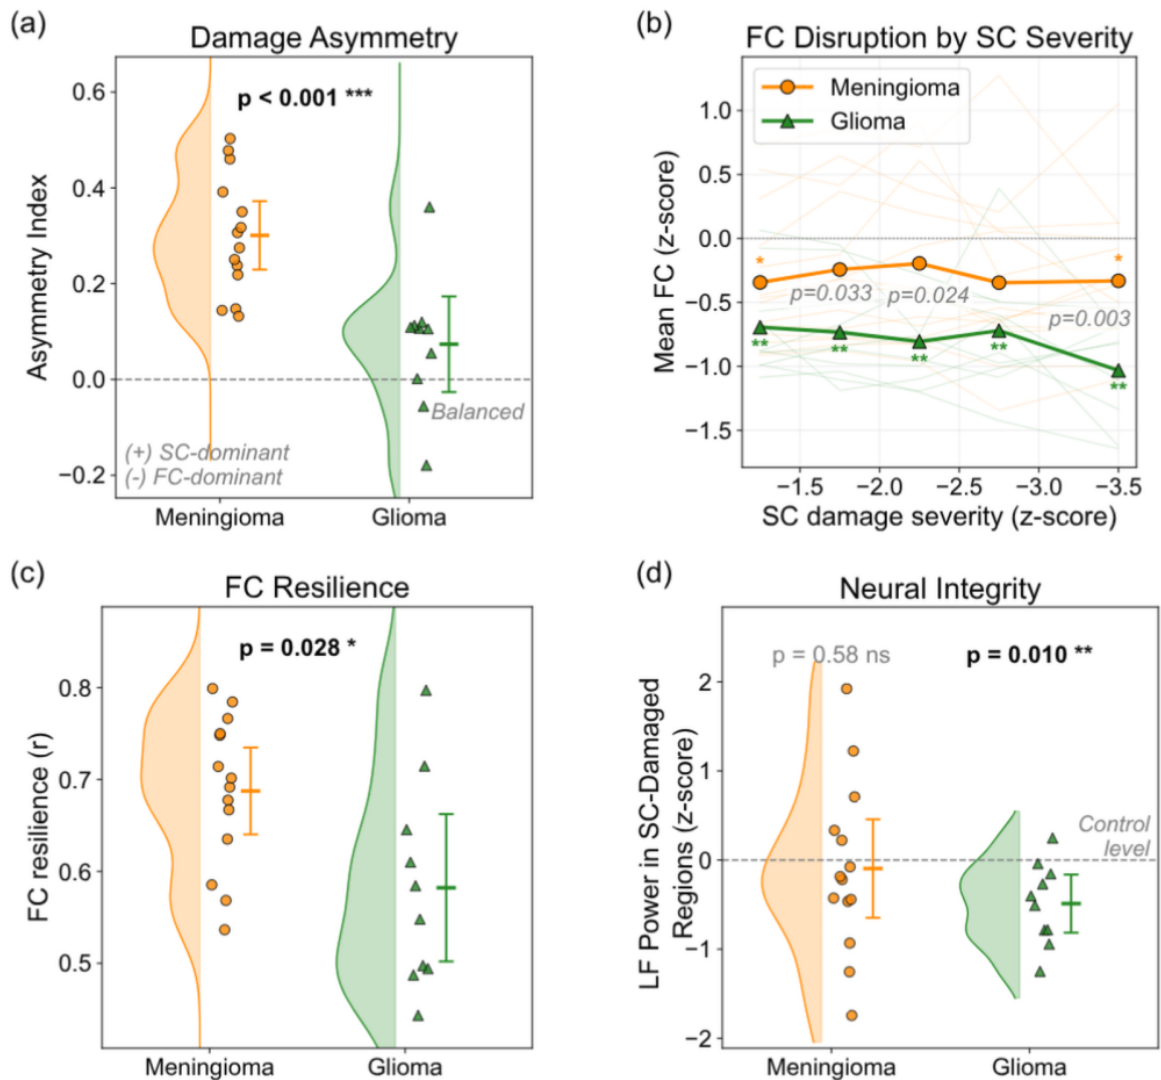 (a)
Damage Asymmetry
p < 0.001 ***
Asymmetry Index
0.6
0.4
0.2
0.0
−0.2
Balanced
(+) SC-dominant
(-) FC-dominant
Meningioma
Glioma
(b)
FC Disruption by SC Severity
Meningioma
Glioma
Mean FC (z-score)
1.0
0.5
0.0
−0.5
−1.0
−1.5
*
*
p=0.033
p=0.024
p=0.003
**
**
**
**
**
−1.5
−2.0
−2.5
−3.0
−3.5
SC damage severity (z-score)
(c)
FC Resilience
p = 0.028 *
FC resilience (r)
0.8
0.7
0.6
0.5
Meningioma
Glioma
(d)
Neural Integrity
p = 0.58 ns
p = 0.010 **
LF Power in SC-Damaged
Regions (z-score)
2
1
0
−1
−2
Control
level
Meningioma
Glioma